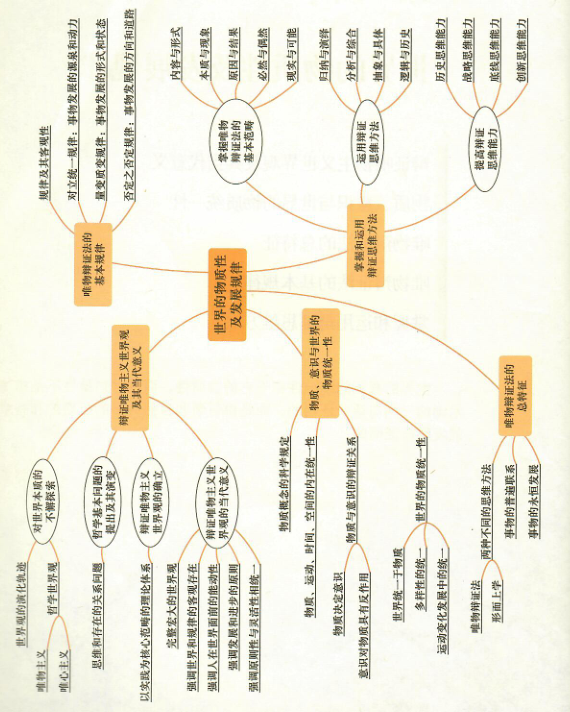 世界的物质性
及发展规律
辩证唯物主义世界观
及其当代意义
对世界本质的
不懈探索
世界观的演化轨迹
哲学世界观
唯物主义
唯心主义
哲学基本问题的
提出及其演变
思维和存在的关系问题
辩证唯物主义
世界观的确立
以实践为核心范畴的理论体系
辩证唯物主义世
界观的当代意义
完整宏大的世界观
强调世界和规律的客观存在
强调人在世界面前的能动性
强调发展和进步的原则
强调原则性与灵活性相统一
物质、意识与世界的
物质统一性
物质概念的科学规定
物质、运动、时间、空间的内在统一性
物质与意识的辩证关系
物质决定意识
意识对物质具有反作用
世界的物质统一性
世界统一于物质
多样性的统一
运动变化发展中的统一
唯物辩证法的
总特征
两种不同的思维方法
唯物辩证法
形而上学
事物的普遍联系
事物的永恒发展
唯物辩证法的
基本规律
规律及其客观性
对立统一规律：事物发展的源泉和动力
量变质变规律：事物发展的形式和状态
否定之否定规律：事物发展的方向和道路
掌握和运用
辩证思维方法
掌握唯物
辩证法的
基本范畴
内容与形式
本质与现象
原因与结果
必然与偶然
现实与可能
运用辩证
思维方法
归纳与演绎
分析与综合
抽象与具体
逻辑与历史
提高辩证
思维能力
历史思维能力
战略思维能力
底线思维能力
创新思维能力